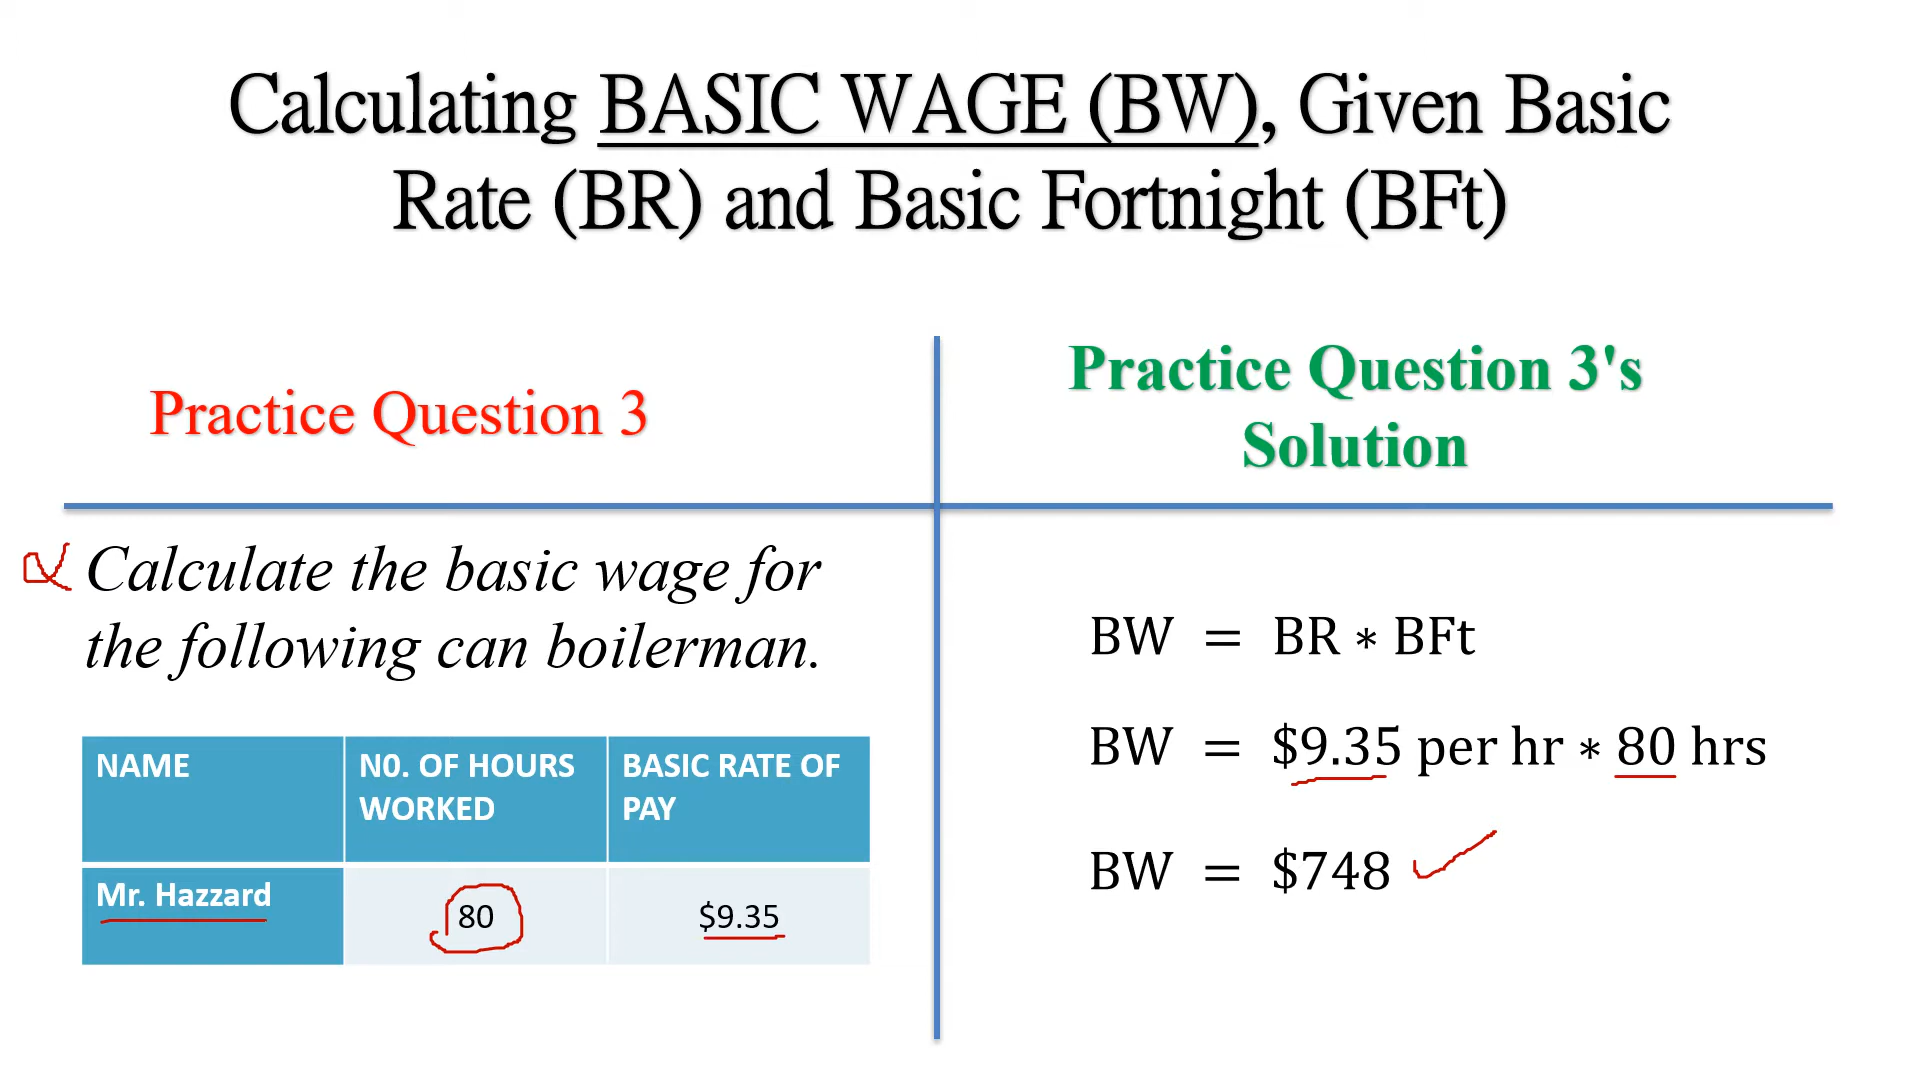 Calculating BASIC WAGE (BW), Given Basic
Rate (BR) and Basic Fortnight (BFt)
Practice Question 3
Calculate the basic wage for
the following can boilerman.
NAME
N0. OF HOURS
WORKED
BASIC RATE OF
PAY
Mr. Hazzard
80
$9.35
Practice Question 3's
Solution
BW = BR ∗ BFt
BW = $9.35 per hr ∗ 80 hrs
BW = $748